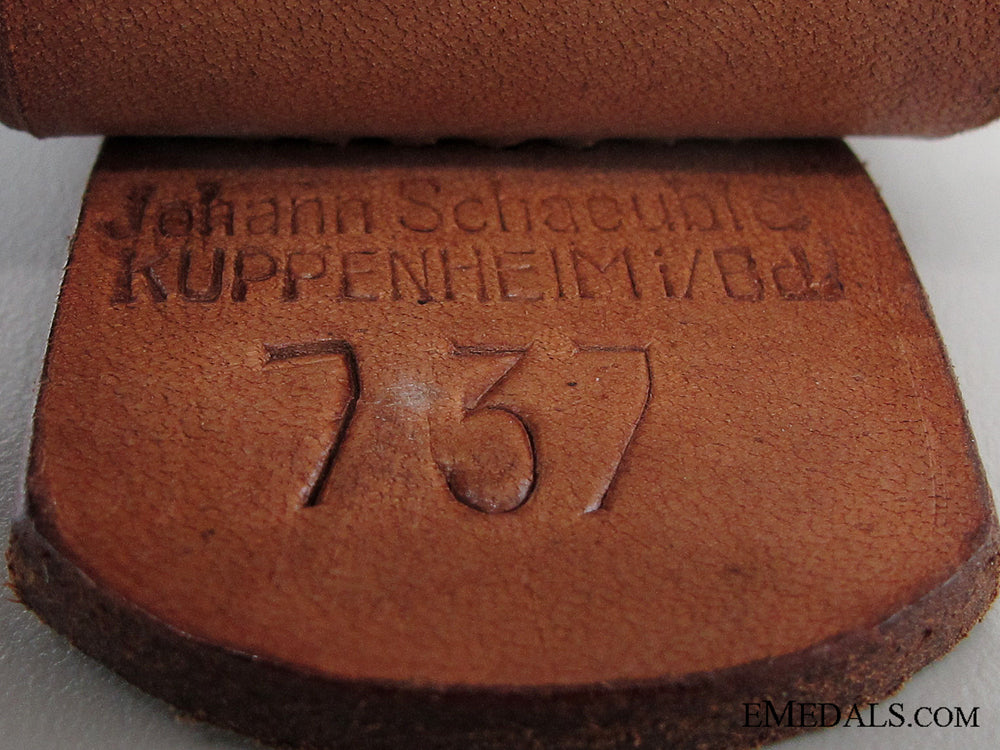 Johann Schaeuble
KUPPENHEIM i/Bd.
737
EMEDALS.COM